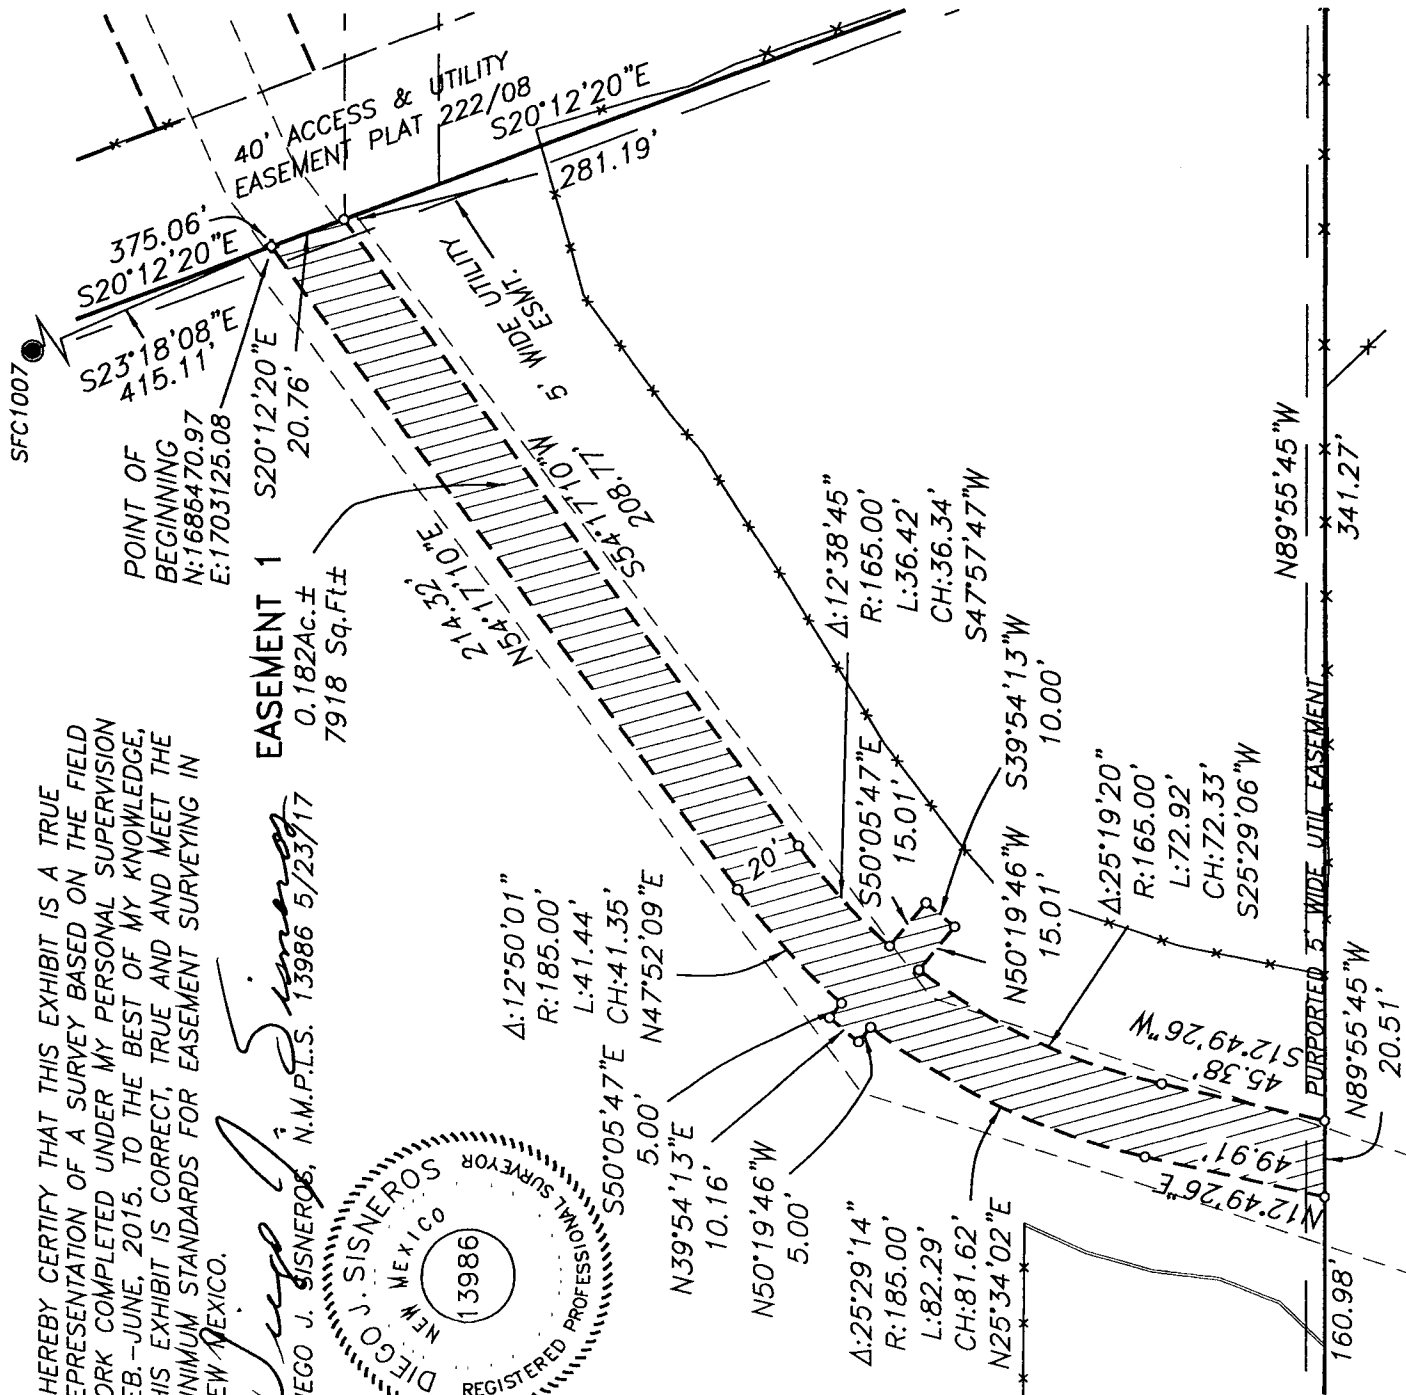 SFC1007
375.06'
S20°12'20"E
S23°18'08"E
415.11'
40' ACCESS & UTILITY
EASEMENT PLAT 222/08
S20°12'20"E
281.19'
POINT OF
BEGINNING
N:1685470.97
E:1703125.08
S20°12'20"E
20.76'
5' WIDE UTILITY
ESMT.
EASEMENT 1
0.182Ac.±
7918 Sq.Ft±
214.32'
N54°17'10"E
S54°17'10"W
208.77'
HEREBY CERTIFY THAT THIS EXHIBIT IS A TRUE
EPRESENTATION OF A SURVEY BASED ON THE FIELD
ORK COMPLETED UNDER MY PERSONAL SUPERVISION
EB.-JUNE, 2015. TO THE BEST OF MY KNOWLEDGE,
HIS EXHIBIT IS CORRECT, TRUE AND AND MEET THE
INIMUM STANDARDS FOR EASEMENT SURVEYING IN
EW MEXICO.
IEGO J. SISNEROS, N.M.P.L.S. 13986 5/23/17
DIEGO J. SISNEROS
NEW MEXICO
13986
REGISTERED PROFESSIONAL SURVEYOR
Δ:12°50'01"
R:185.00'
L:41.44'
CH:41.35'
N47°52'09"E
20'
Δ:12°38'45"
R:165.00'
L:36.42'
CH:36.34'
S47°57'47"W
S50°05'47"E
15.01'
S39°54'13"W
10.00'
N50°19'46"W
15.01'
S50°05'47"E
5.00'
N39°54'13"E
10.16'
N50°19'46"W
5.00'
Δ:25°19'20"
R:165.00'
L:72.92'
CH:72.33'
S25°29'06"W
Δ:25°29'14"
R:185.00'
L:82.29'
CH:81.62'
N25°34'02"E
S12°49'26"W
45.38'
N12°49'26"E
49.91'
PURPORTED 5' WIDE UTIL EASEMENT
N89°55'45"W
341.27'
N89°55'45"W
20.51'
160.98'